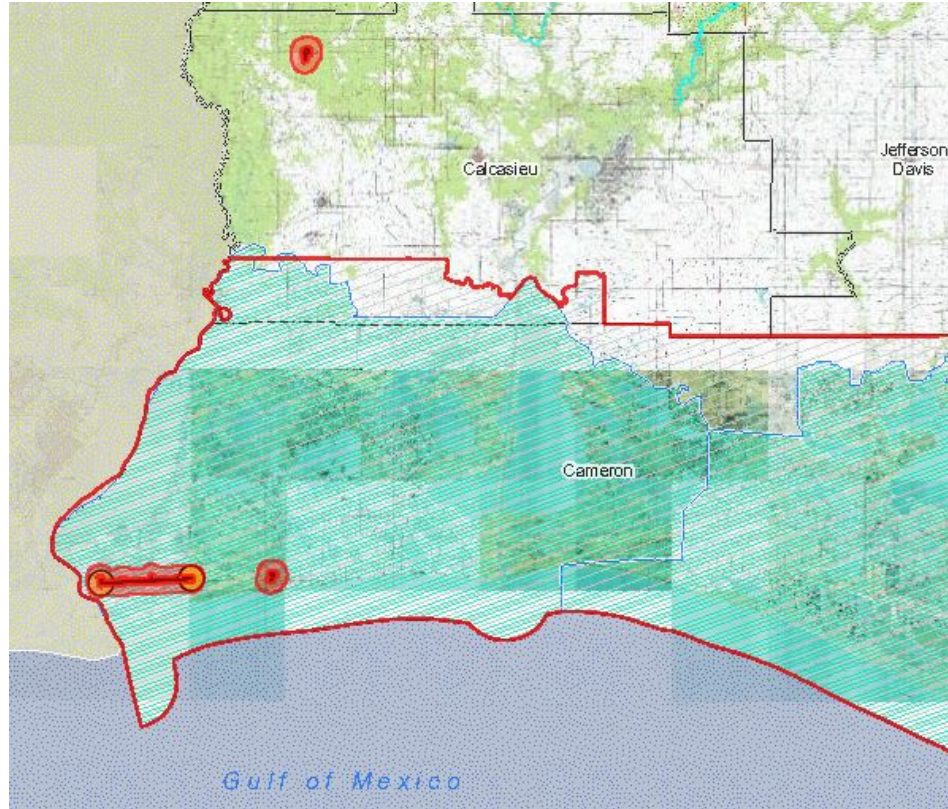 Calcasieu
Jefferson
Davis
Cameron
Gulf of Mexico